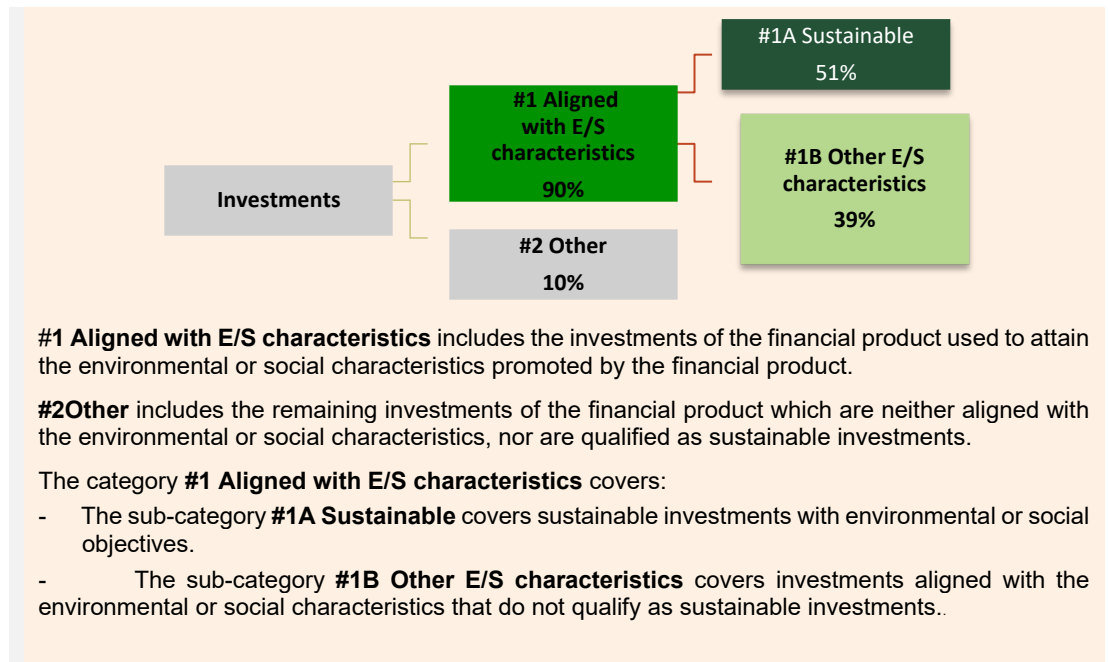 #1A Sustainable
51%
#1 Aligned
with E/S
characteristics
90%
#1B Other E/S
characteristics
39%
Investments
#2 Other
10%
#1 Aligned with E/S characteristics includes the investments of the financial product used to attain
the environmental or social characteristics promoted by the financial product.
#2Other includes the remaining investments of the financial product which are neither aligned with
the environmental or social characteristics, nor are qualified as sustainable investments.
The category #1 Aligned with E/S characteristics covers:
- The sub-category #1A Sustainable covers sustainable investments with environmental or social
objectives.
- The sub-category #1B Other E/S characteristics covers investments aligned with the
environmental or social characteristics that do not qualify as sustainable investments..